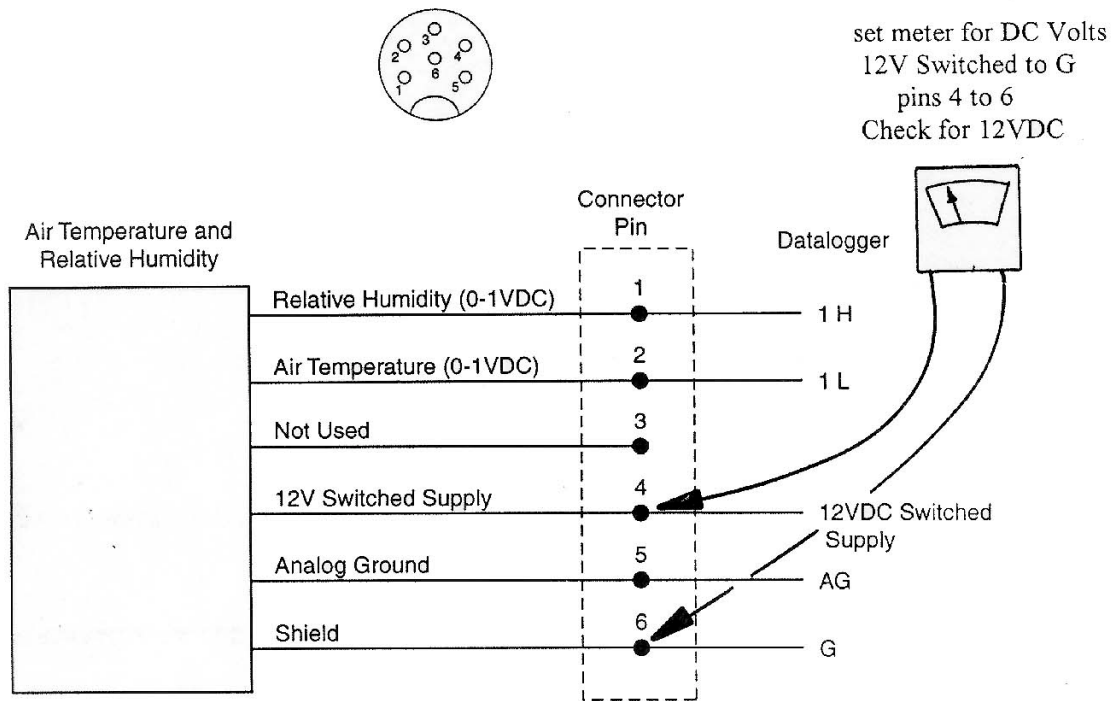 3
2
4
6
1
5
set meter for DC Volts
12V Switched to G
pins 4 to 6
Check for 12VDC
Connector
Pin
Air Temperature and
Relative Humidity
Datalogger
Relative Humidity (0-1VDC)
1
1 H
Air Temperature (0-1VDC)
2
1 L
Not Used
3
12V Switched Supply
4
12VDC Switched
Supply
Analog Ground
5
AG
Shield
6
G